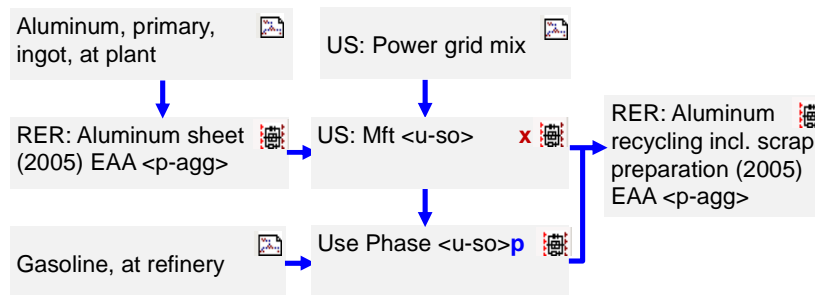 Aluminum, primary,
ingot, at plant
US: Power grid mix
RER: Aluminum sheet
(2005) EAA <p-agg>
US: Mft <u-so> x
RER: Aluminum
recycling incl. scrap
preparation (2005)
EAA <p-agg>
Gasoline, at refinery
Use Phase <u-so>p